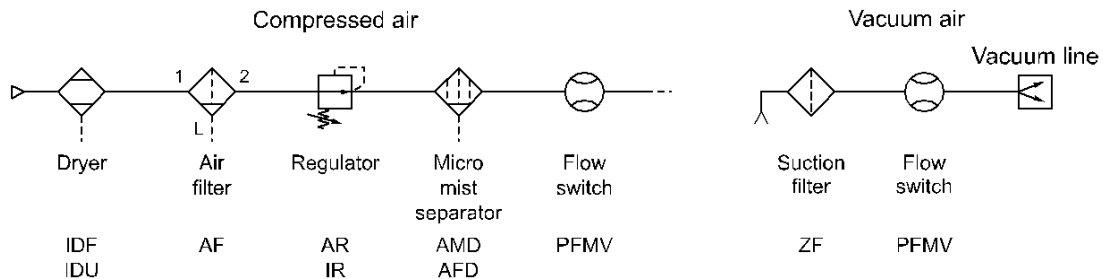 Compressed air
Vacuum air
Vacuum line
1
2
L
Dryer
Air
filter
Regulator
Micro
mist
separator
Flow
switch
Suction
filter
Flow
switch
IDF
IDU
AF
AR
IR
AMD
AFD
PFMV
ZF
PFMV